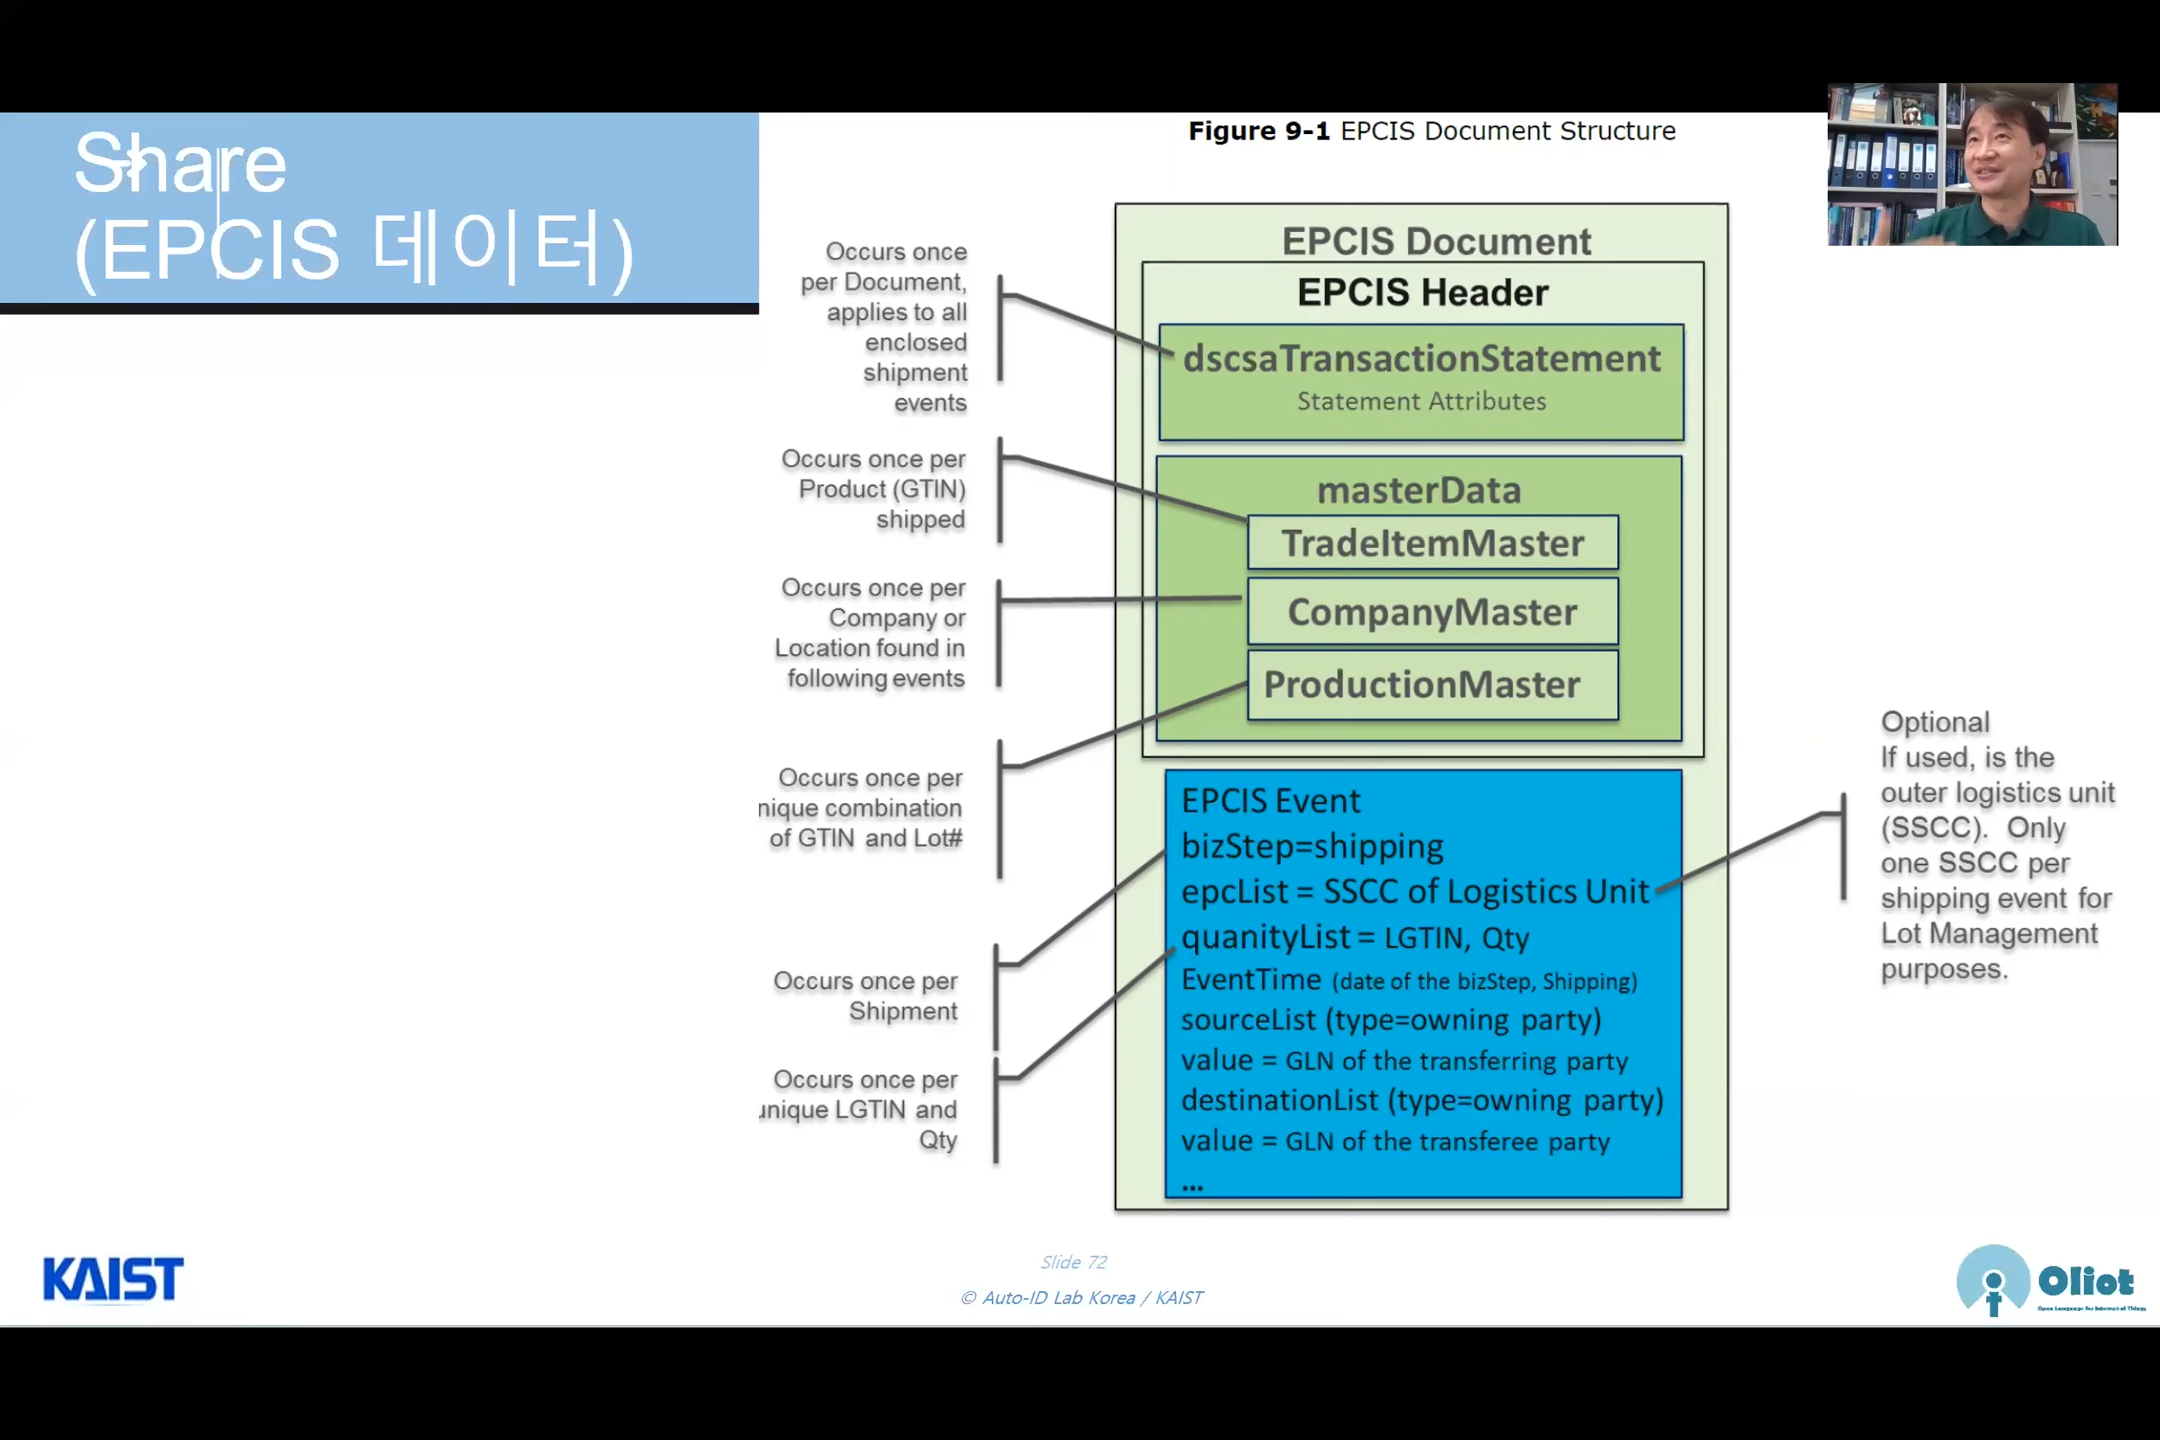 Share
(EPCIS 데이터)
Figure 9-1 EPCIS Document Structure
Occurs once
per Document,
applies to all
enclosed
shipment
events
Occurs once per
Product (GTIN)
shipped
Occurs once per
Company or
Location found in
following events
Occurs once per
nique combination
of GTIN and Lot#
Occurs once per
Shipment
Occurs once per
unique LGTIN and
Qty
EPCIS Document
EPCIS Header
dscsaTransactionStatement
Statement Attributes
masterData
TradeItemMaster
CompanyMaster
ProductionMaster
EPCIS Event
bizStep=shipping
epcList = SSCC of Logistics Unit
quanityList = LGTIN, Qty
EventTime (date of the bizStep, Shipping)
sourceList (type=owning party)
value = GLN of the transferring party
destinationList (type=owning party)
value = GLN of the transferee party
...
Optional
If used, is the
outer logistics unit
(SSCC). Only
one SSCC per
shipping event for
Lot Management
purposes.
KAIST
Slide 72
© Auto-ID Lab Korea / KAIST
Oliot
Open Language for Internet of Things